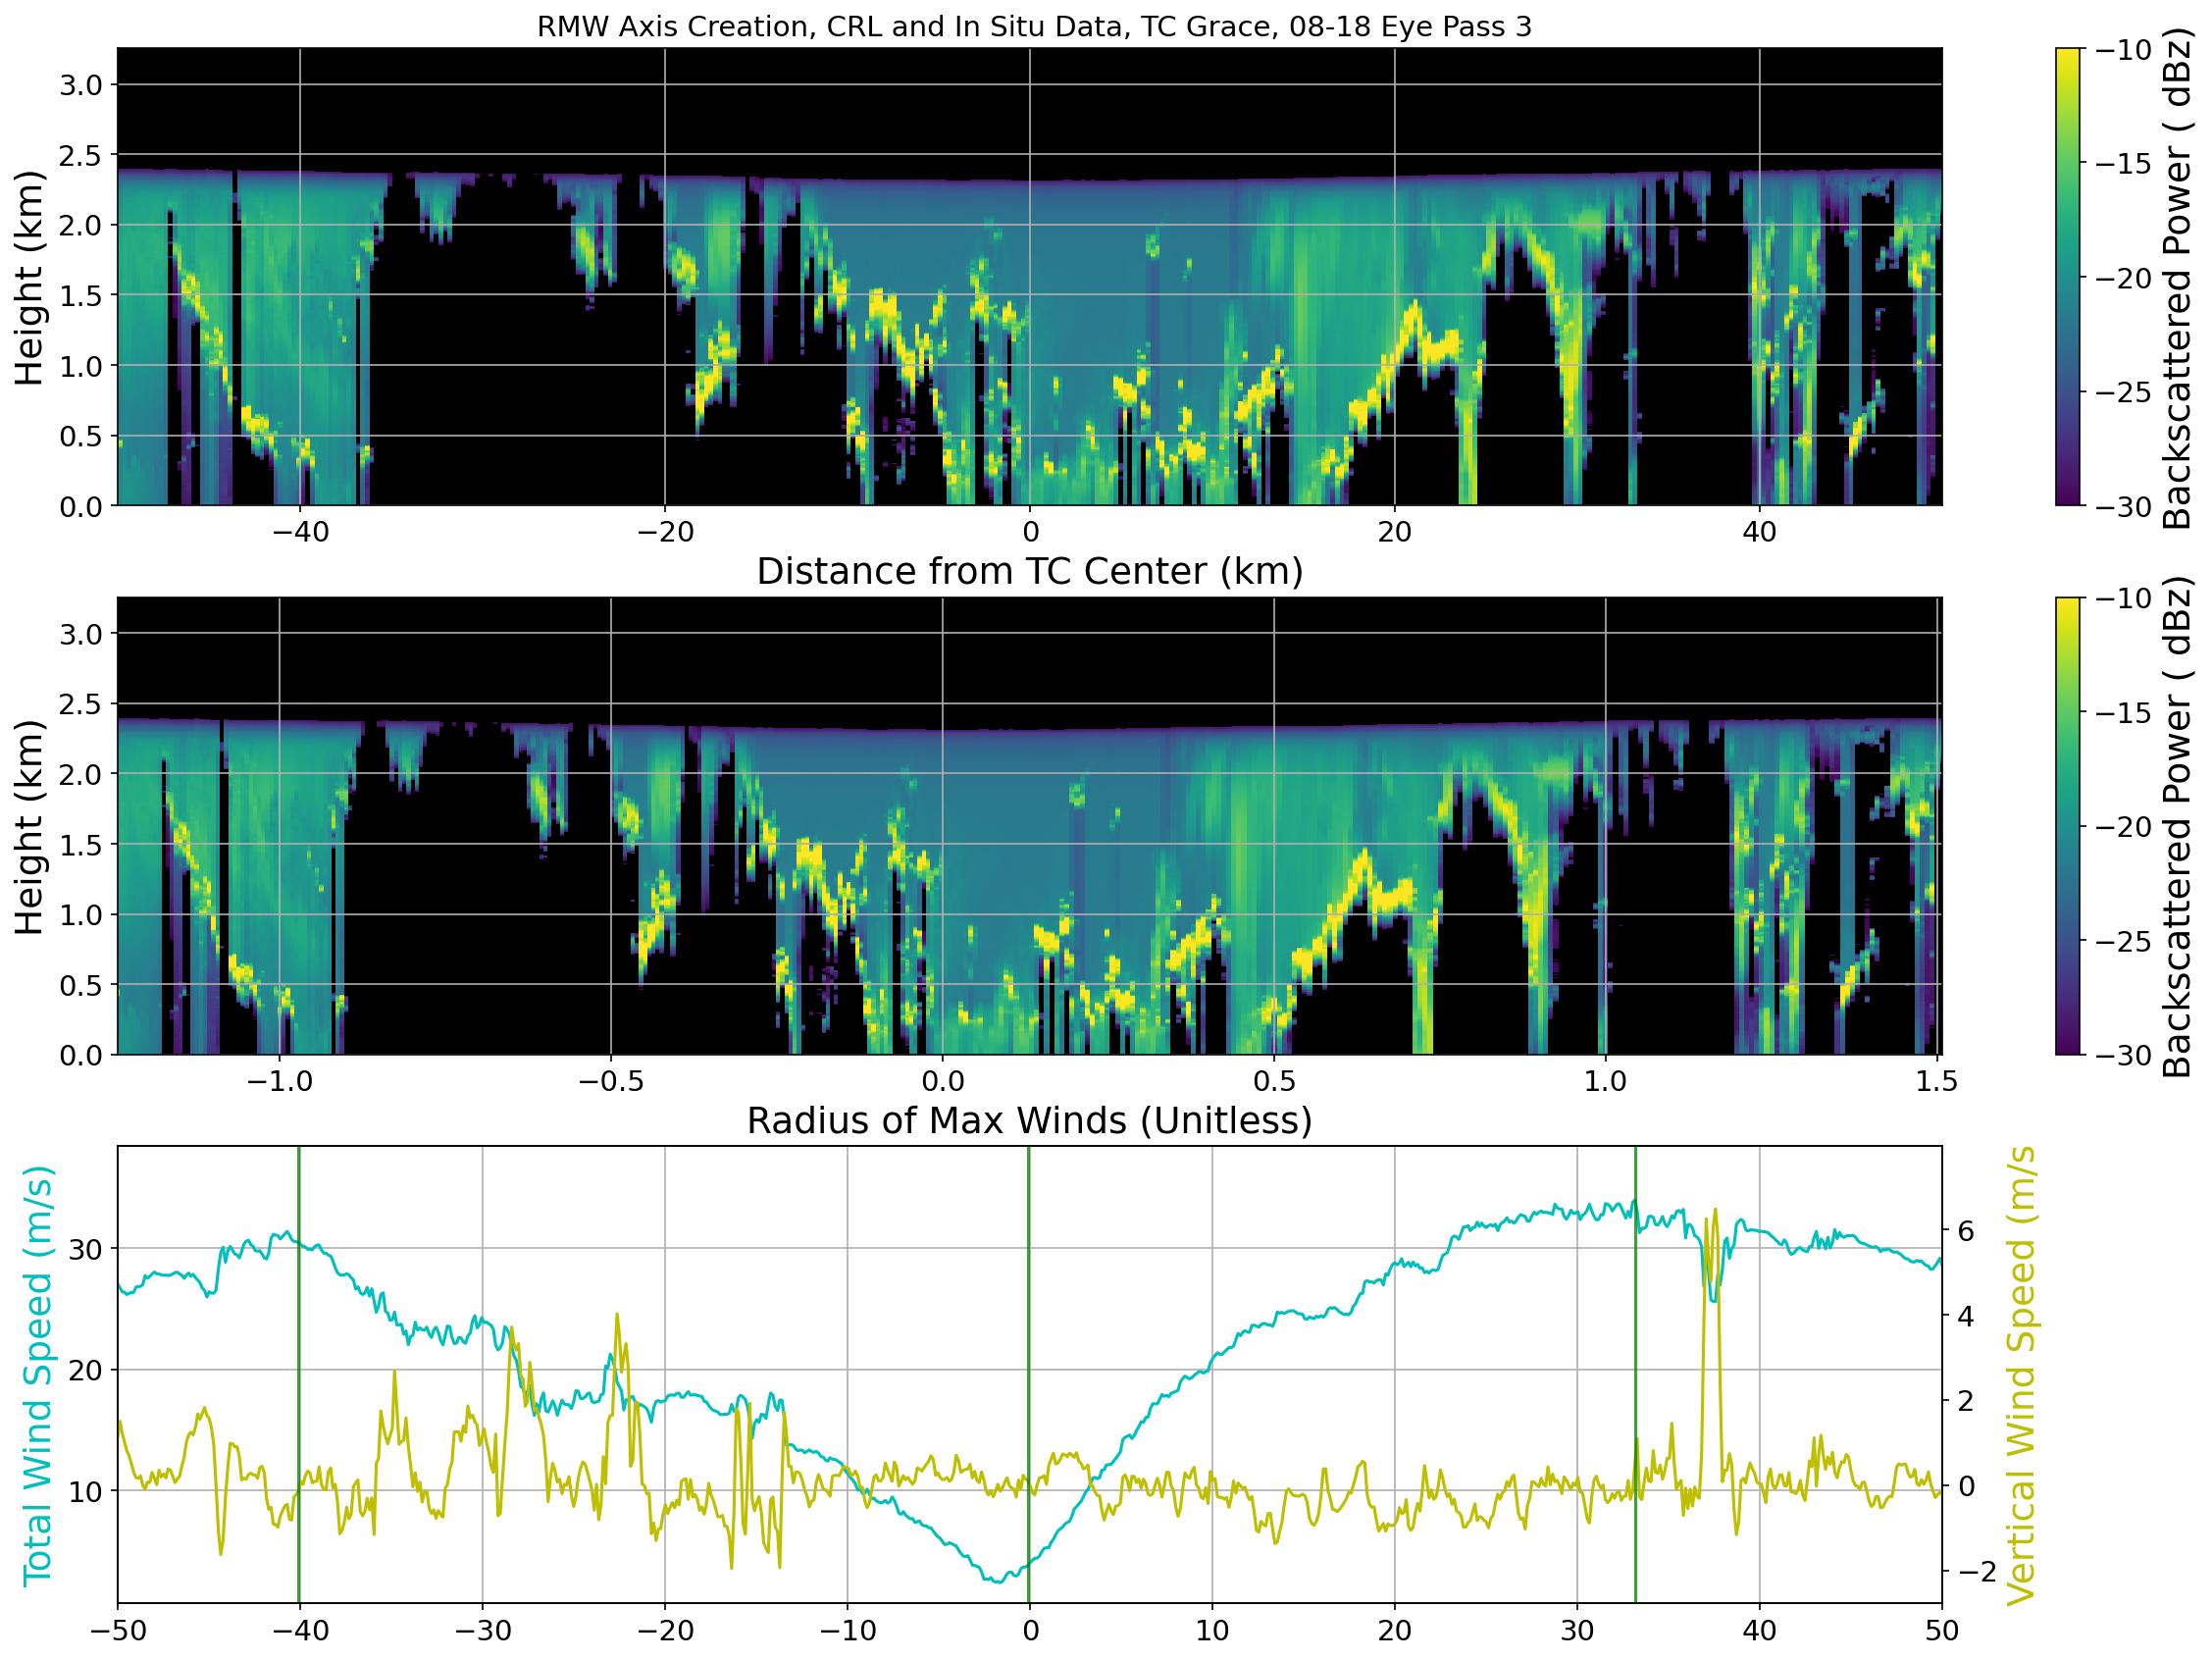 RMW Axis Creation, CRL and In Situ Data, TC Grace, 08-18 Eye Pass 3
3.0
2.5
2.0
1.5
1.0
0.5
0.0
Height (km)
−40 −20 0 20 40
Distance from TC Center (km)
−10
−15
−20
−25
−30
Backscattered Power ( dBz)
3.0
2.5
2.0
1.5
1.0
0.5
0.0
Height (km)
−1.0 −0.5 0.0 0.5 1.0 1.5
Radius of Max Winds (Unitless)
−10
−15
−20
−25
−30
Backscattered Power ( dBz)
30
20
10
Total Wind Speed (m/s)
6
4
2
0
−2
Vertical Wind Speed (m/s
−50 −40 −30 −20 −10 0 10 20 30 40 50